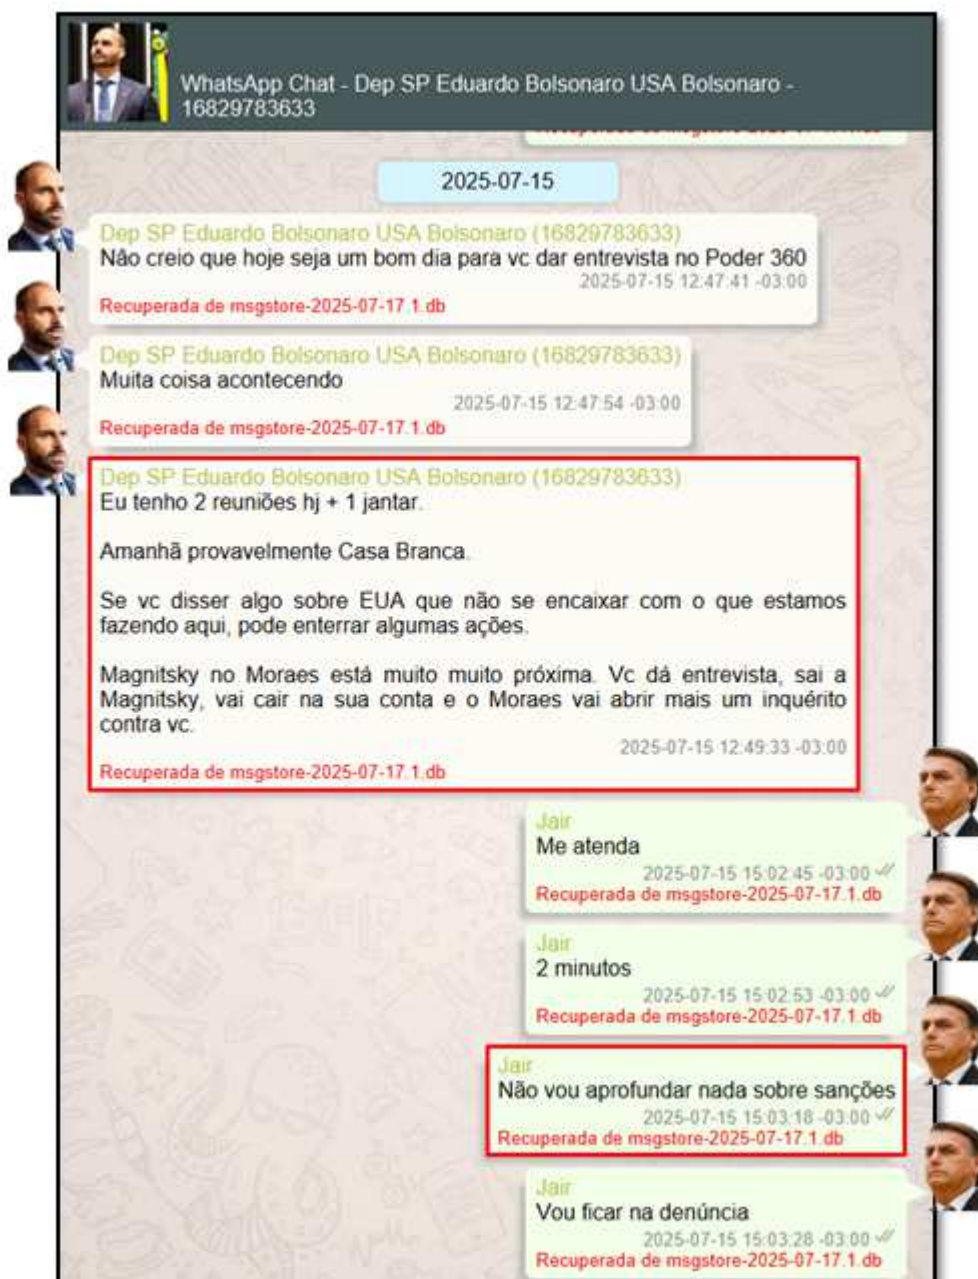 WhatsApp Chat - Dep SP Eduardo Bolsonaro USA Bolsonaro -
16829783633
2025-07-15
Dep SP Eduardo Bolsonaro USA Bolsonaro (16829783633)
Não creio que hoje seja um bom dia para vc dar entrevista no Poder 360
2025-07-15 12:47:41 -03:00
Recuperada de msgstore-2025-07-17.1.db
Dep SP Eduardo Bolsonaro USA Bolsonaro (16829783633)
Muita coisa acontecendo
2025-07-15 12:47:54 -03:00
Recuperada de msgstore-2025-07-17.1.db
Dep SP Eduardo Bolsonaro USA Bolsonaro (16829783633)
Eu tenho 2 reuniões hj + 1 jantar.
Amanhã provavelmente Casa Branca.
Se vc disser algo sobre EUA que não se encaixar com o que estamos
fazendo aqui, pode enterrar algumas ações.
Magnitsky no Moraes está muito muito próxima. Vc dá entrevista, sai a
Magnitsky, vai cair na sua conta e o Moraes vai abrir mais um inquérito
contra vc.
2025-07-15 12:49:33 -03:00
Recuperada de msgstore-2025-07-17.1.db
Jair
Me atenda
2025-07-15 15:02:45 -03:00
Recuperada de msgstore-2025-07-17.1.db
Jair
2 minutos
2025-07-15 15:02:53 -03:00
Recuperada de msgstore-2025-07-17.1.db
Jair
Não vou aprofundar nada sobre sanções
2025-07-15 15:03:18 -03:00
Recuperada de msgstore-2025-07-17.1.db
Jair
Vou ficar na denúncia
2025-07-15 15:03:28 -03:00
Recuperada de msgstore-2025-07-17.1.db